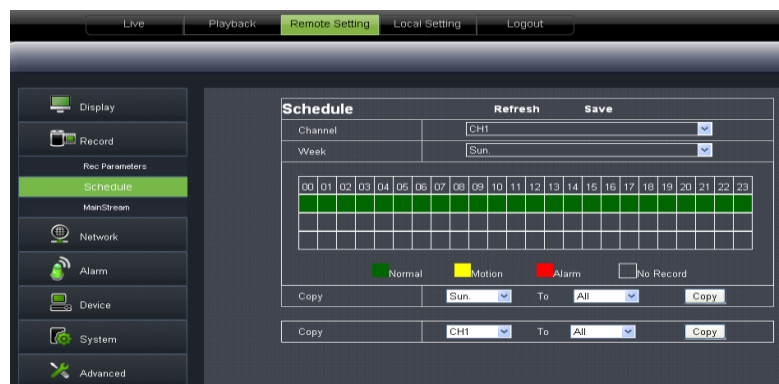 Live Playback Remote Setting Local Setting Logout
Display
Record
Rec Parameters
Schedule
MainStream
Network
Alarm
Device
System
Advanced
Schedule Refresh Save
Channel CH1
Week Sun.
00 01 02 03 04 05 06 07 08 09 10 11 12 13 14 15 16 17 18 19 20 21 22 23
Normal Motion Alarm No Record
Copy Sun. To All Copy
Copy CH1 To All Copy